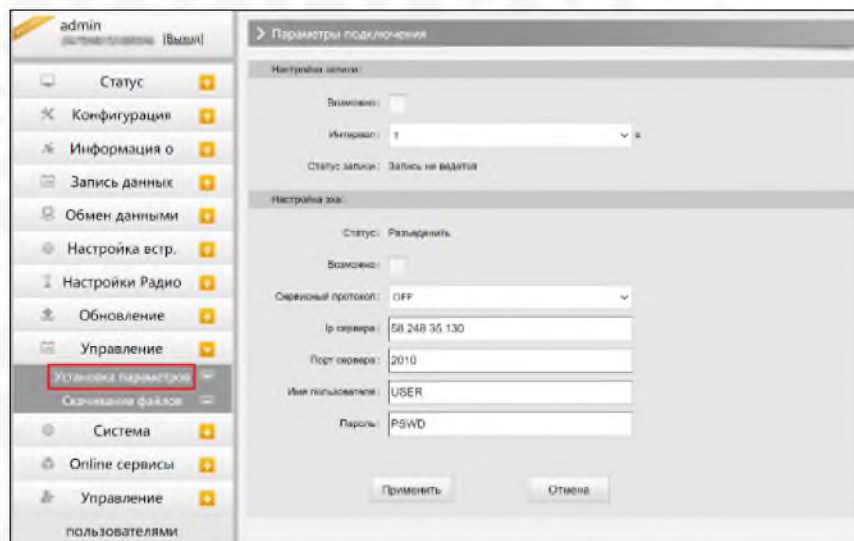 admin
[Выши]
Статус
Конфигурация
Информация о
Запись данных
Обмен данными
Настройка встр.
Настройки Радио
Обновление
Управление
Установка параметров
Скачивание файлов
Система
Online сервисы
Управление
пользователями
Параметры подключения
Настройка записи:
Возможно:
Интервал: 1 s
Статус записи: Запись не ведется
Настройка эха:
Статус: Разъединить
Возможно:
Сервисный протокол: OFF
Ip сервера: 58.248.35.130
Порт сервера: 2010
Имя пользователя: USER
Пароль: PSWD
Применить Отмена